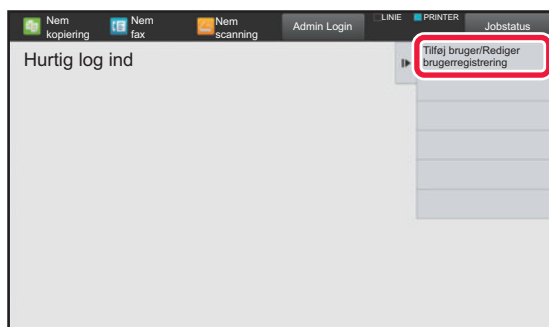 Nem
kopiering
Nem
fax
Nem
scanning
Admin Login
LINIE
PRINTER
Jobstatus
Hurtig log ind
Tilføj bruger/Rediger
brugerregistrering